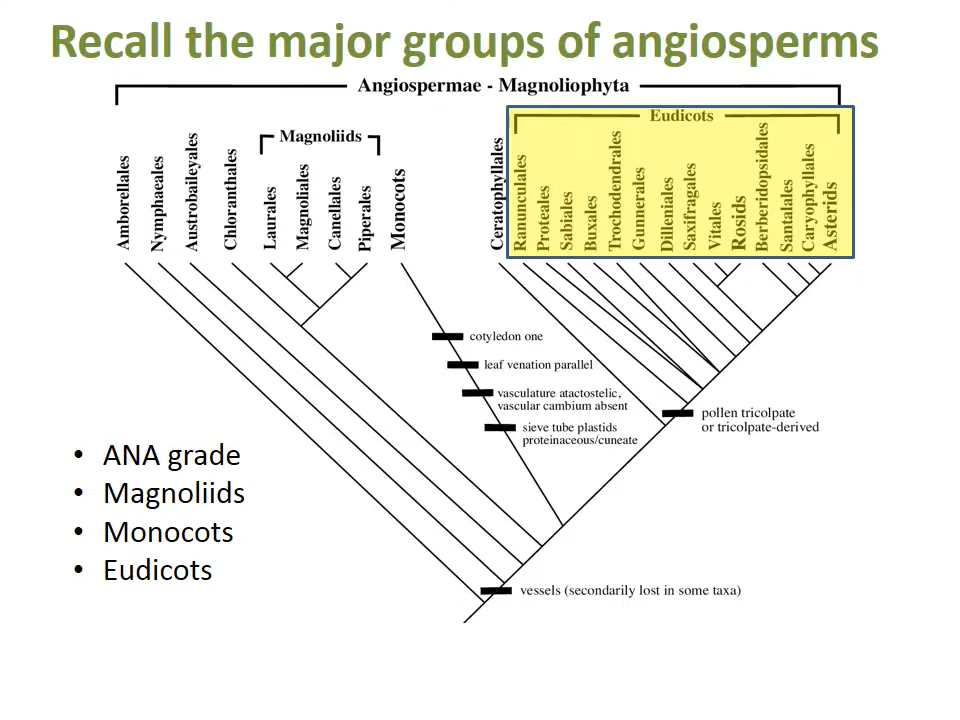 Recall the major groups of angiosperms
Angiospermae - Magnoliophyta
Eudicots
Magnoliids
Amborellales
Nymphaeales
Austrobaileyales
Chloranthales
Laurales
Magnoliales
Canellales
Piperales
Monocots
Ceratophyllales
Ranunculales
Proteales
Sabiales
Buxales
Trochodendrales
Gunnerales
Dilleniales
Saxifragales
Vitales
Rosids
Berberidopsidales
Santalales
Caryophyllales
Asterids
cotyledon one
leaf venation parallel
vasculature atactostelic,
vascular cambium absent
sieve tube plastids
proteinaceous/cuneate
pollen tricolpate
or tricolpate-derived
• ANA grade
• Magnoliids
• Monocots
• Eudicots
vessels (secondarily lost in some taxa)